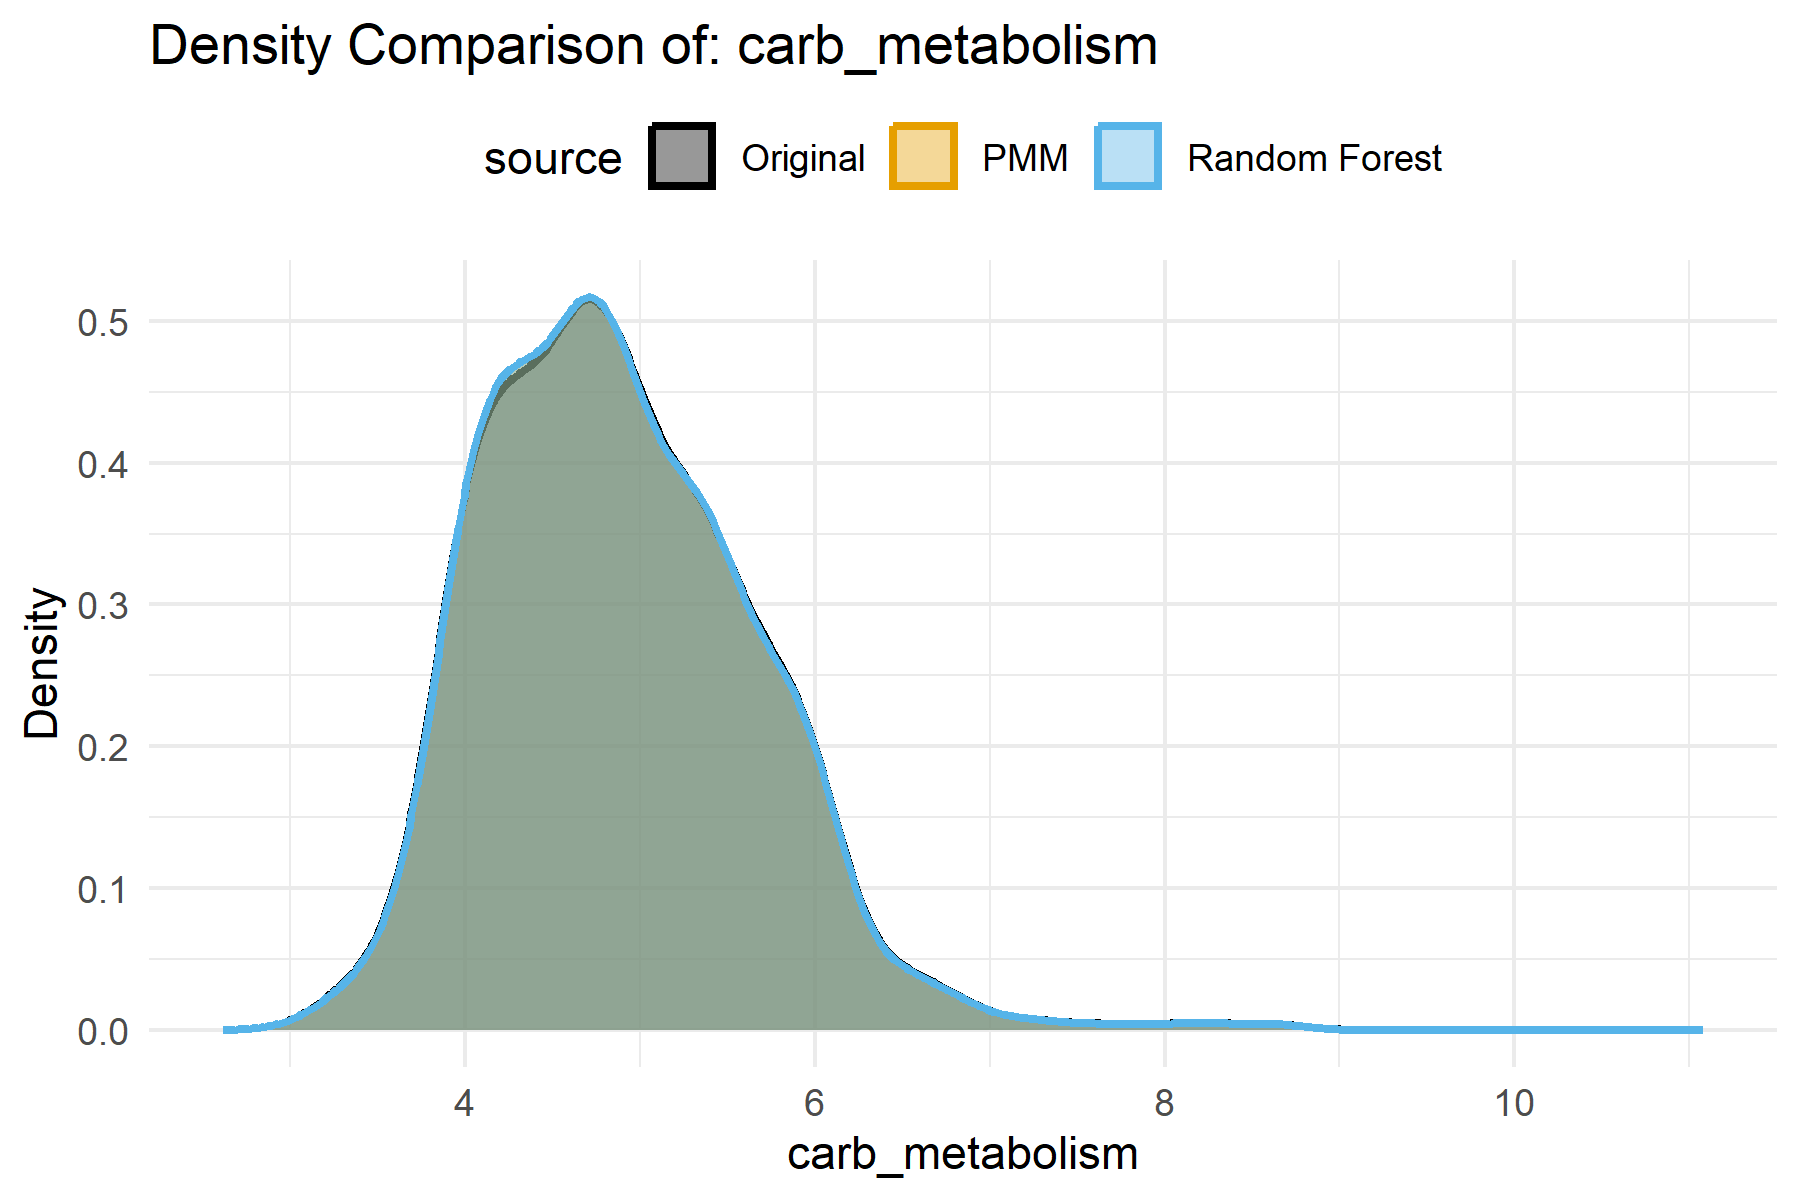 Density Comparison of: carb_metabolism
source Original PMM Random Forest
0.5
0.4
0.3
0.2
0.1
0.0
Density
4 6 8 10
carb_metabolism